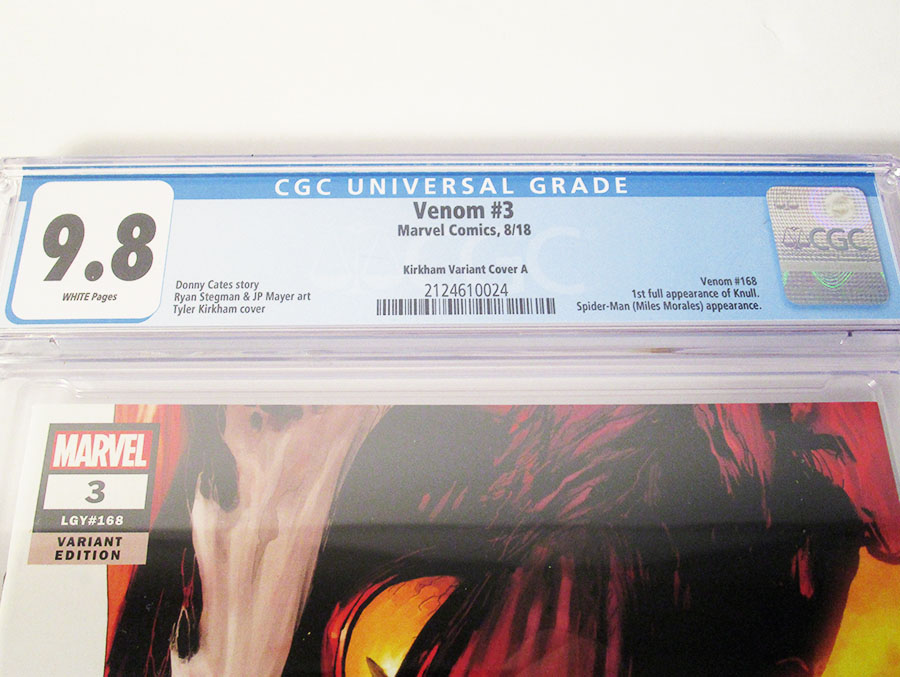 CGC UNIVERSAL GRADE
9.8
WHITE Pages
Venom #3
Marvel Comics, 8/18
Kirkham Variant Cover A
2124610024
Donny Cates story
Ryan Stegman & JP Mayer art
Tyler Kirkham cover
Venom #168
1st full appearance of Knull.
Spider-Man (Miles Morales) appearance.
CGC
CGC
MARVEL
3
LGY#168
VARIANT
EDITION